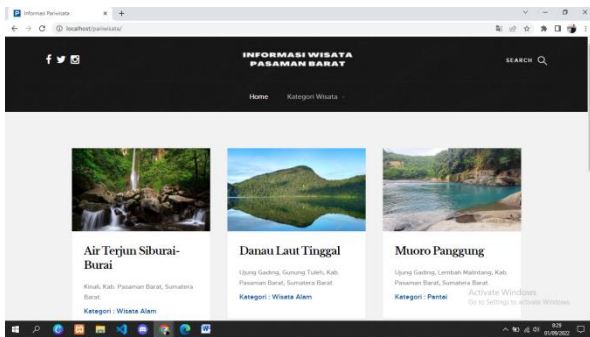 Informasi Pariwisata
localhost/pariwisata/
INFORMASI WISATA
PASAMAN BARAT
SEARCH
Home Kategori Wisata
Air Terjun Siburai-
Burai
Kinali, Kab. Pasaman Barat, Sumatera
Barat
Kategori : Wisata Alam
Danau Laut Tinggal
Ujung Gading, Gunung Tuleh, Kab.
Pasaman Barat, Sumatera Barat
Kategori : Wisata Alam
Muoro Panggung
Ujung Gading, Lembah Malintang, Kab.
Pasaman Barat, Sumatera Barat
Kategori : Pantai
Activate Windows
Go to Settings to activate Windows.
01/09/2022